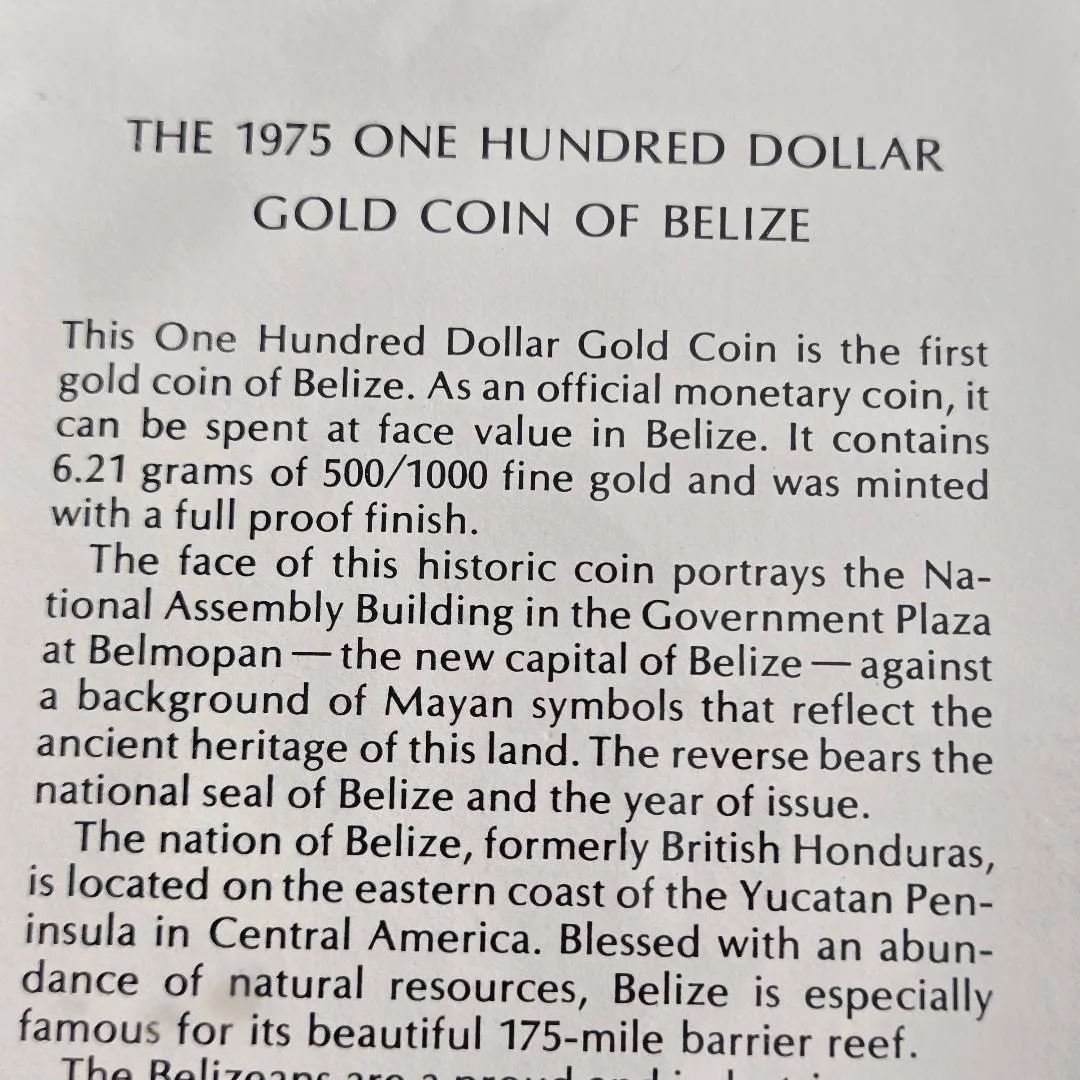 THE 1975 ONE HUNDRED DOLLAR
GOLD COIN OF BELIZE
This One Hundred Dollar Gold Coin is the first
gold coin of Belize. As an official monetary coin, it
can be spent at face value in Belize. It contains
6.21 grams of 500/1000 fine gold and was minted
with a full proof finish.
The face of this historic coin portrays the Na-
tional Assembly Building in the Government Plaza
at Belmopan — the new capital of Belize — against
a background of Mayan symbols that reflect the
ancient heritage of this land. The reverse bears the
national seal of Belize and the year of issue.
The nation of Belize, formerly British Honduras,
is located on the eastern coast of the Yucatan Pen-
insula in Central America. Blessed with an abun-
dance of natural resources, Belize is especially
famous for its beautiful 175-mile barrier reef.
The Belizeans are a proud and